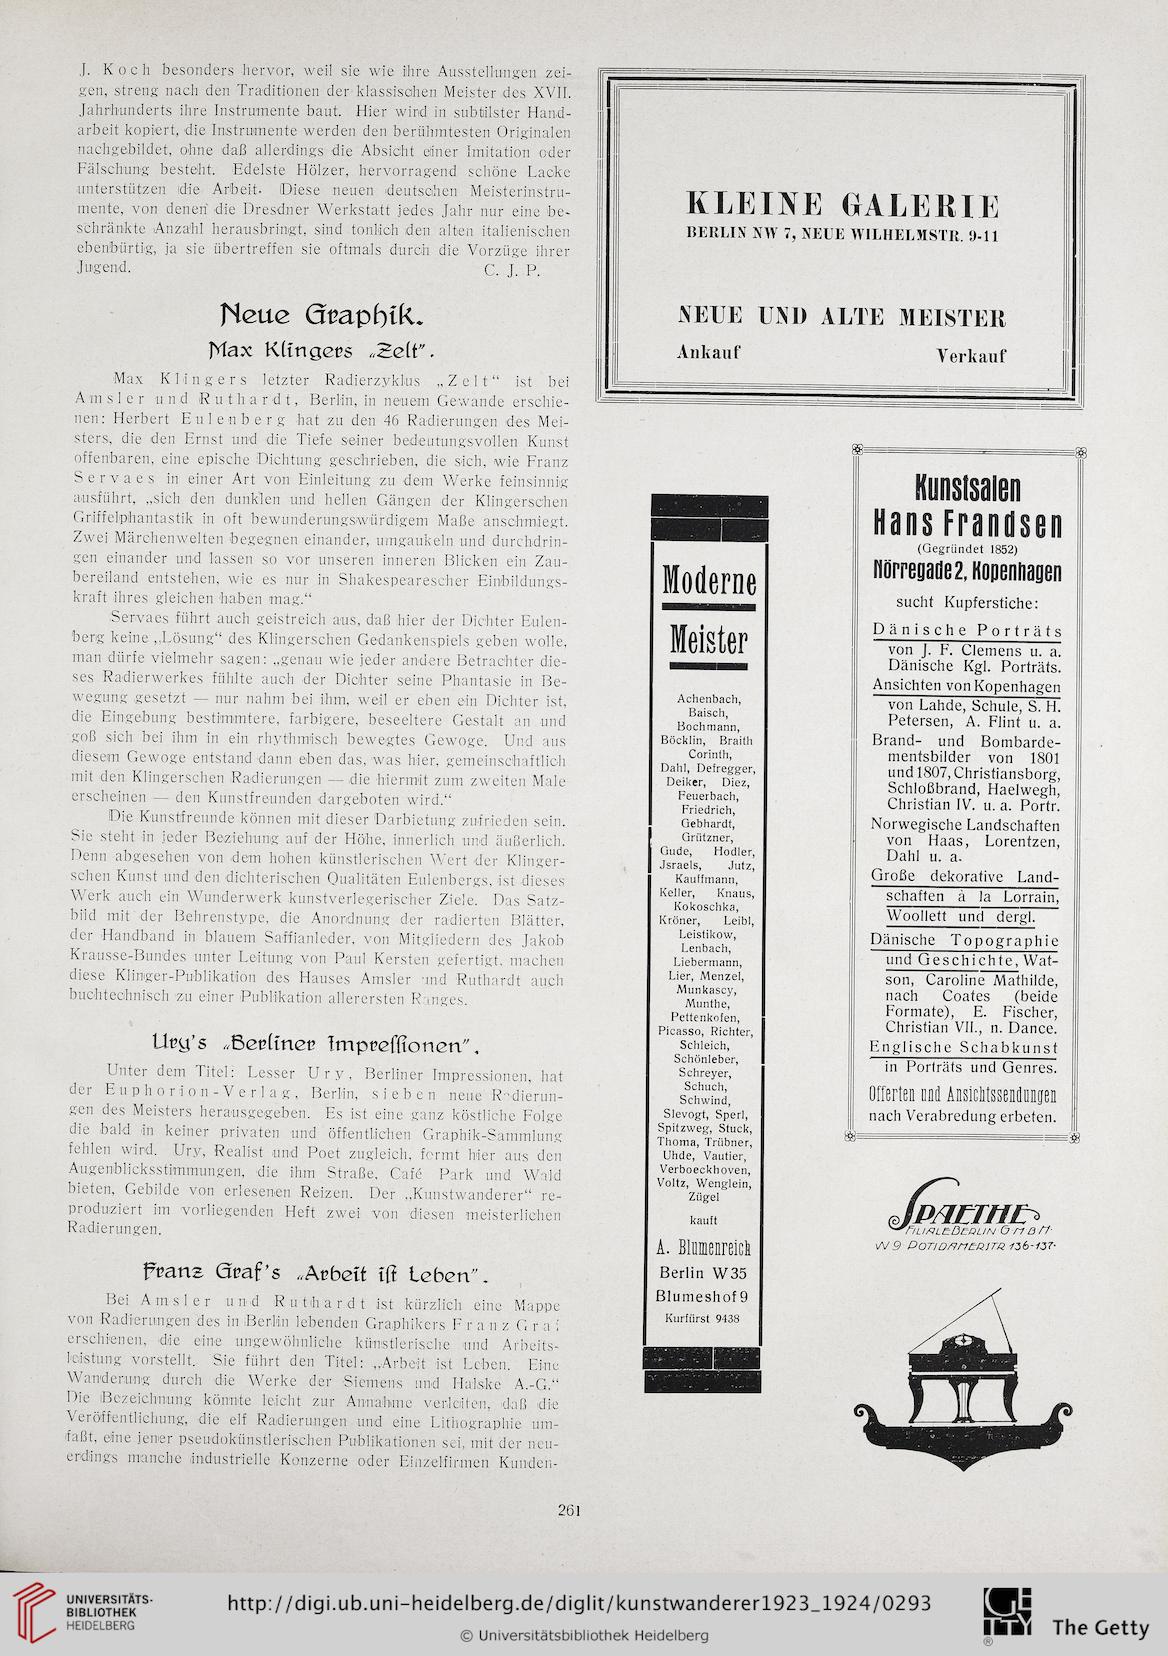 J. Koch besonders hervor, weil sie wie ihre Ausstellungen zei-
gen, streng nach den Traditionen der klassischen Meister des XVII.
Jahrhunderts ihre Instrumente baut. Hier wird in subtilster Hand-
arbeit kopiert, die Instrumente werden den berühmtesten Originalen
nachgebildet, ohne daß allerdings die Absicht einer Imitation oder
Fälschung besteht. Edelste Hölzer, hervorragend schöne Lacke
unterstützen die Arbeit. Diese neuen deutschen Meisterinstru-
mente, von denen die Dresdner Werkstatt jedes Jahr nur eine be-
schränkte Anzahl herausbringt, sind tonlich den alten italienischen
ebenbürtig, ja sie übertreffen sie oftmals durch die Vorzüge ihrer
Jugend. C. J. P.
Neue Graphik.
Max Klingers „Zelt".
Max Klingers letzter Radierzyklus „Zelt“ ist bei
Amsler und Ruthardt, Berlin, in neuem Gewande erschie-
nen: Herbert Eulenberg hat zu den 46 Radierungen des Mei-
sters, die den Ernst und die Tiefe seiner bedeutungsvollen Kunst
offenbaren, eine epische Dichtung geschrieben, die sich, wie Franz
Servaes in einer Art von Einleitung zu dem Werke feinsinnig
ausführt, „sich den dunklen und hellen Gängen der Klingerschen
Griffelphantastik in oft bewunderungswürdigem Maße anschmiegt.
Zwei Märchenwelten begegnen einander, umgaukeln und durchdrin-
gen einander und lassen so vor unseren inneren Blicken ein Zau-
bereiland entstehen, wie es nur in Shakespearescher Einbildungs-
kraft ihres gleichen haben mag.“
Servaes führt auch geistreich aus, daß hier der Dichter Eulen-
berg keine „Lösung“ des Klingerschen Gedankenspiels geben wolle,
man dürfe vielmehr sagen: „genau wie jeder andere Betrachter die-
ses Radierwerkes fühlte auch der Dichter seine Phantasie in Be-
wegung gesetzt — nur nahm bei ihm, weil er eben ein Dichter ist,
die Eingebung bestimmtere, farbigere, beseeltere Gestalt an und
goß sich bei ihm in ein rhythmisch bewegtes Gewoge. Und aus
diesem Gewoge entstand dann eben das, was hier, gemeinschaftlich
mit den Klingerschen Radierungen — die hiermit zum zweiten Male
erscheinen — den Kunstfreunden dargeboten wird.“
Die Kunstfreunde können mit dieser Darbietung zufrieden sein.
Sie steht in jeder Beziehung auf der Höhe, innerlich und äußerlich.
Denn abgesehen von dem hohen künstlerischen Wert der Klinger-
schen Kunst und den dichterischen Qualitäten Eulenbergs, ist dieses
Werk auch ein Wunderwerk kunstverlegerischer Ziele. Das Satz-
bild mit der Behrenstype, die Anordnung der radierten Blätter,
der Handband in blauem Saffianleder, von Mitgliedern des Jakob
Krausse-Bundes unter Leitung von Paul Kersten gefertigt, machen
diese Klinger-Publikation des Hauses Amsler und Ruthardt auch
buchtechnisch zu einer Publikation allerersten Ranges.
Ury's „Berliner Impressionen".
Unter dem Titel: Lesser Ury, Berliner Impressionen, hat
der Euphorion-Verlag, Berlin, sieben neue Radierun-
gen des Meisters herausgegeben. Es ist eine ganz köstliche Folge
die bald in keiner privaten und öffentlichen Graphik-Sammlung
fehlen wird. Ury, Realist und Poet zugleich, formt hier aus den
Augenblicksstimmungen, die ihm Straße, Café Park und Wald
bieten, Gebilde von erlesenen Reizen. Der „Kunstwanderer“ re-
produziert im vorliegenden Heft zwei von diesen meisterlichen
Radierungen.
Franz Graf's „Arbeit ist Leben".
Bei Amsler und Ruthardt ist kürzlich eine Mappe
von Radierungen des in Berlin lebenden Graphikers Franz Graf
erschienen, die eine ungewöhnliche künstlerische und Arbeits-
leistung vorstellt. Sie führt den Titel: „Arbeit ist Leben. Eine
Wanderung durch die Werke der Siemens und Halske A.-G.“
Die Bezeichnung könnte leicht zur Annahme verleiten, daß die
Veröffentlichung, die elf Radierungen und eine Lithographie um-
faßt, eine jener pseudokünstlerischen Publikationen sei, mit der neu-
erdings manche industrielle Konzerne oder Einzelfirmen Kunden-
KLEINE GALERIE
BERLIN NW 7, NEUE WILHELMSTR. 9-11
NEUE UND ALTE MEISTER
Ankauf Verkauf
Moderne
Meister
Achenbach,
Baisch,
Bochmann,
Böcklin, Braith
Corinth,
Dahl, Defregger,
Deiker, Diez,
Feuerbach,
Friedrich,
Gebhardt,
Grützner,
Gude, Hodler,
Jsraels, Jutz,
Kauffmann,
Keller, Knaus,
Kokoschka,
Kröner, Leibl,
Leistikow,
Lenbach,
Liebermann,
Lier, Menzel,
Munkascy,
Munthe,
Pettenkofen,
Picasso, Richter,
Schleich,
Schönleber,
Schreyer,
Schuch,
Schwind,
Slevogt, Sperl,
Spitzweg, Stuck,
Thoma, Trübner,
Uhde, Vautier,
Verboeckhoven,
Voltz, Wenglein,
Zügel
kauft
A. Blumenreich
Berlin W35
Blumeshof 9
Kurfürst 9438
Kunstsalen
Hans Frandsen
(Gegründet 1852)
Nörregade 2, Kopenhagen
sucht Kupferstiche:
Dänische Porträts
von J. F. Clemens u. a.
Dänische Kgl. Porträts.
Ansichten von Kopenhagen
von Lahde, Schule, S. H.
Petersen, A. Flint u. a.
Brand- und Bombarde-
mentsbilder von 1801
und 1807, Christiansborg,
Schloßbrand, Haelwegh,
Christian IV. u. a. Portr.
Norwegische Landschaften
von Haas, Lorentzen,
Dahl u. a.
Große dekorative Land-
schaften à la Lorrain,
Woollett und dergl.
Dänische Topographie
und Geschichte, Wat-
son, Caroline Mathilde,
nach Coates (beide
Formate), E. Fischer,
Christian VII., n. Dance.
Englische Schabkunst
in Porträts und Genres.
Offerten und Ansichtssendungen
nach Verabredung erbeten.
SPAETHE
FILIALE BERLIN GMBH
W 9 POTSDAMERSTR 136-137
261
UNIVERSITÄTS-
BIBLIOTHEK
HEIDELBERG
http://digi.ub.uni-heidelberg.de/diglit/kunstwanderer1923_1924/0293
© Universitätsbibliothek Heidelberg
GETTY
®
The Getty